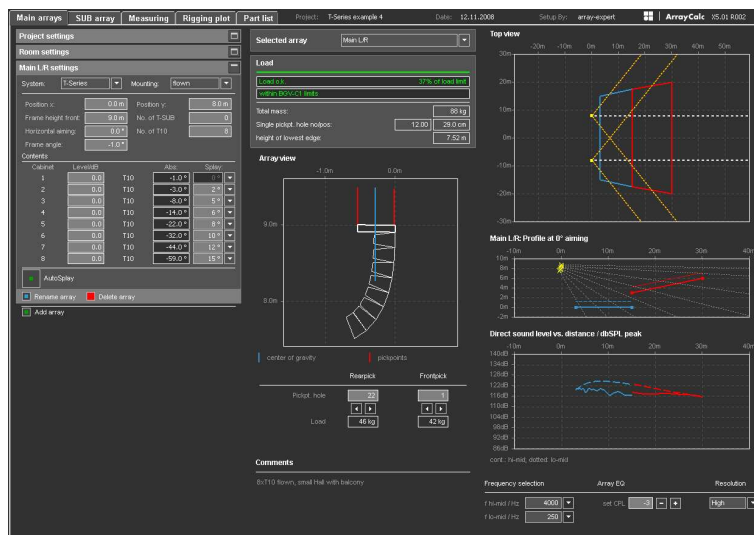 Main arrays SUB array Measuring Rigging plot Part list Project: T-Series example 4 Date: 12.11.2008 Setup By: array-expert ArrayCalc X5.01 R002
Project settings
Room settings
Main L/R settings
System: T-Series Mounting: flown
Position x: 0.0 m Position y: 8.0 m
Frame height front: 9.0 m No. of T-SUB 0
Horizontal aiming: 0.0 ° No. of T10 8
Frame angle: -1.0 °
Contents
Cabinet Level/dB Abs: Splay:
1 0.0 T10 -1.0 ° 0 °
2 0.0 T10 -3.0 ° 2 °
3 0.0 T10 -8.0 ° 5 °
4 0.0 T10 -14.0 ° 6 °
5 0.0 T10 -22.0 ° 8 °
6 0.0 T10 -32.0 ° 10 °
7 0.0 T10 -44.0 ° 12 °
8 0.0 T10 -59.0 ° 15 °
AutoSplay
Rename array Delete array
Add array
Selected array Main L/R
Load
Load o.k. 37% of load limit
within BGV-C1 limits
Total mass: 88 kg
Single pickpt. hole no/pos: 12.00 29.0 cm
height of lowest edge: 7.52 m
Array view
-1.0m 0.0m
9.0m
8.0m
center of gravity pickpoints
Rearpick Frontpick
Pickpt. hole 22 1
Load 46 kg 42 kg
Comments
8xT10 flown, small Hall with balcony
Top view
-20m -10m 0m 10m 20m 30m 40m
30m
20m
10m
0m
-10m
-20m
-30m
Main L/R: Profile at 0° aiming
-10m 0m 10m 20m 30m 40m
10m
8m
6m
4m
2m
0m
-2m
Direct sound level vs. distance / dbSPL peak
-10m 0m 10m 20m 30m 40m
140dB
134dB
128dB
122dB
116dB
110dB
104dB
98dB
92dB
86dB
cont.: hi-mid; dotted: lo-mid
Frequency selection Array EQ Resolution
f hi-mid / Hz 4000 set CPL -3 High
f lo-mid / Hz 250